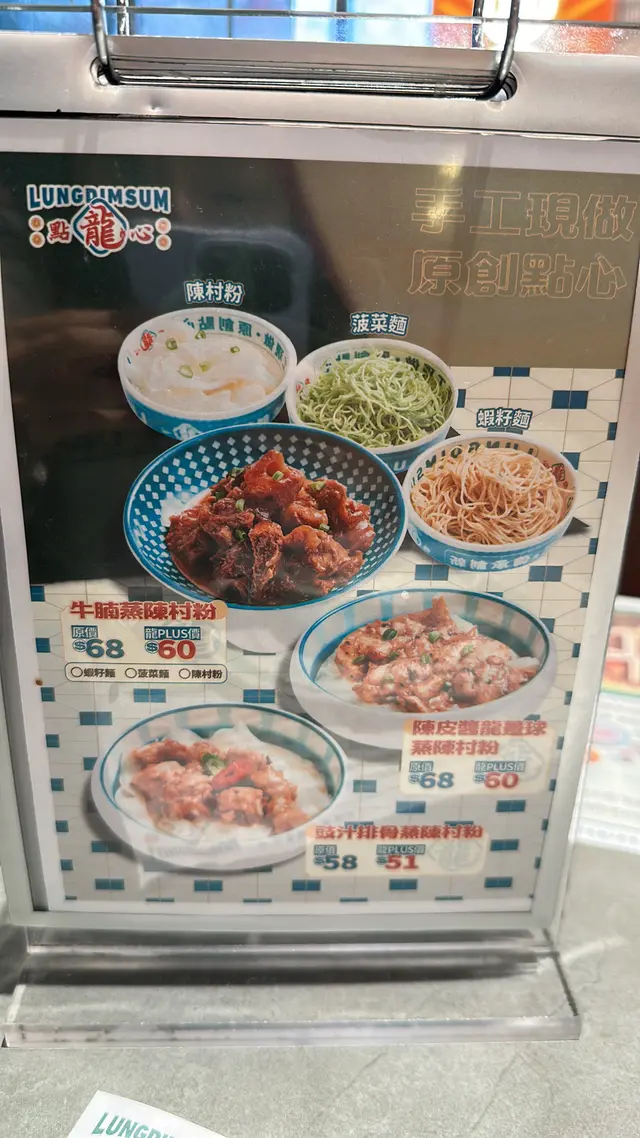 LUNGDIMSUM
點龍心
手工現做
原創點心
陳村粉
菠菜麵
蝦籽麵
牛腩蒸陳村粉
原價 龍PLUS價
$68 $60
蝦籽麵 菠菜麵 陳村粉
陳皮醬龍躉球
蒸陳村粉
原價 龍PLUS價
$68 $60
豉汁排骨蒸陳村粉
原價 龍PLUS價
$58 $51